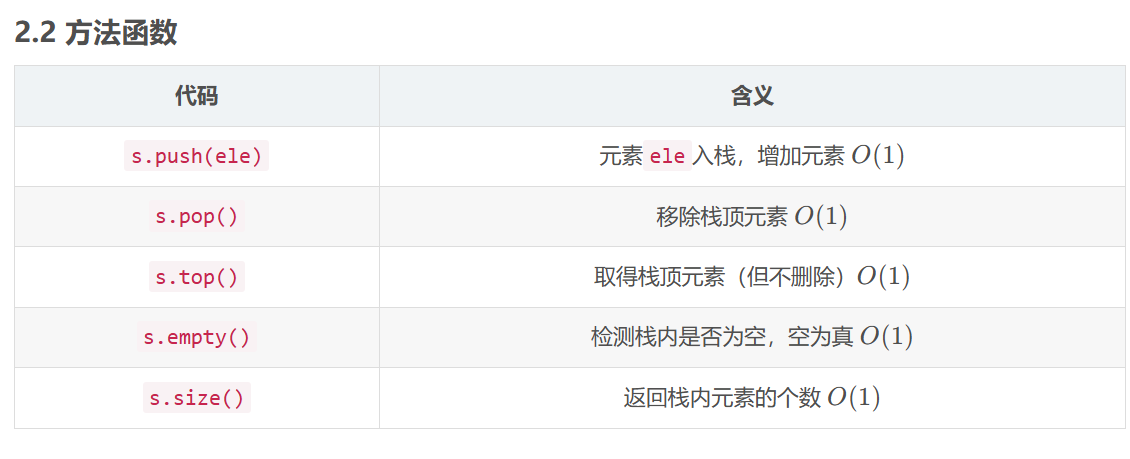 2.2 方法函数
代码 含义
s.push(ele) 元素 ele 入栈，增加元素 O(1)
s.pop() 移除栈顶元素 O(1)
s.top() 取得栈顶元素（但不删除）O(1)
s.empty() 检测栈内是否为空，空为真 O(1)
s.size() 返回栈内元素的个数 O(1)